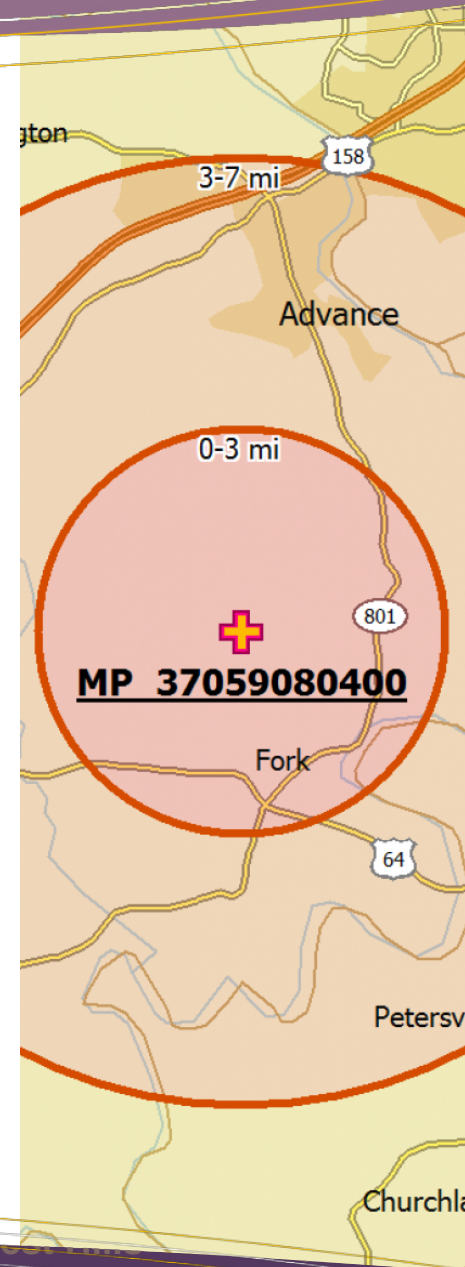 158
gton
3-7 mi
Advance
0-3 mi
801
MP 37059080400
Fork
64
Petersv
Churchla